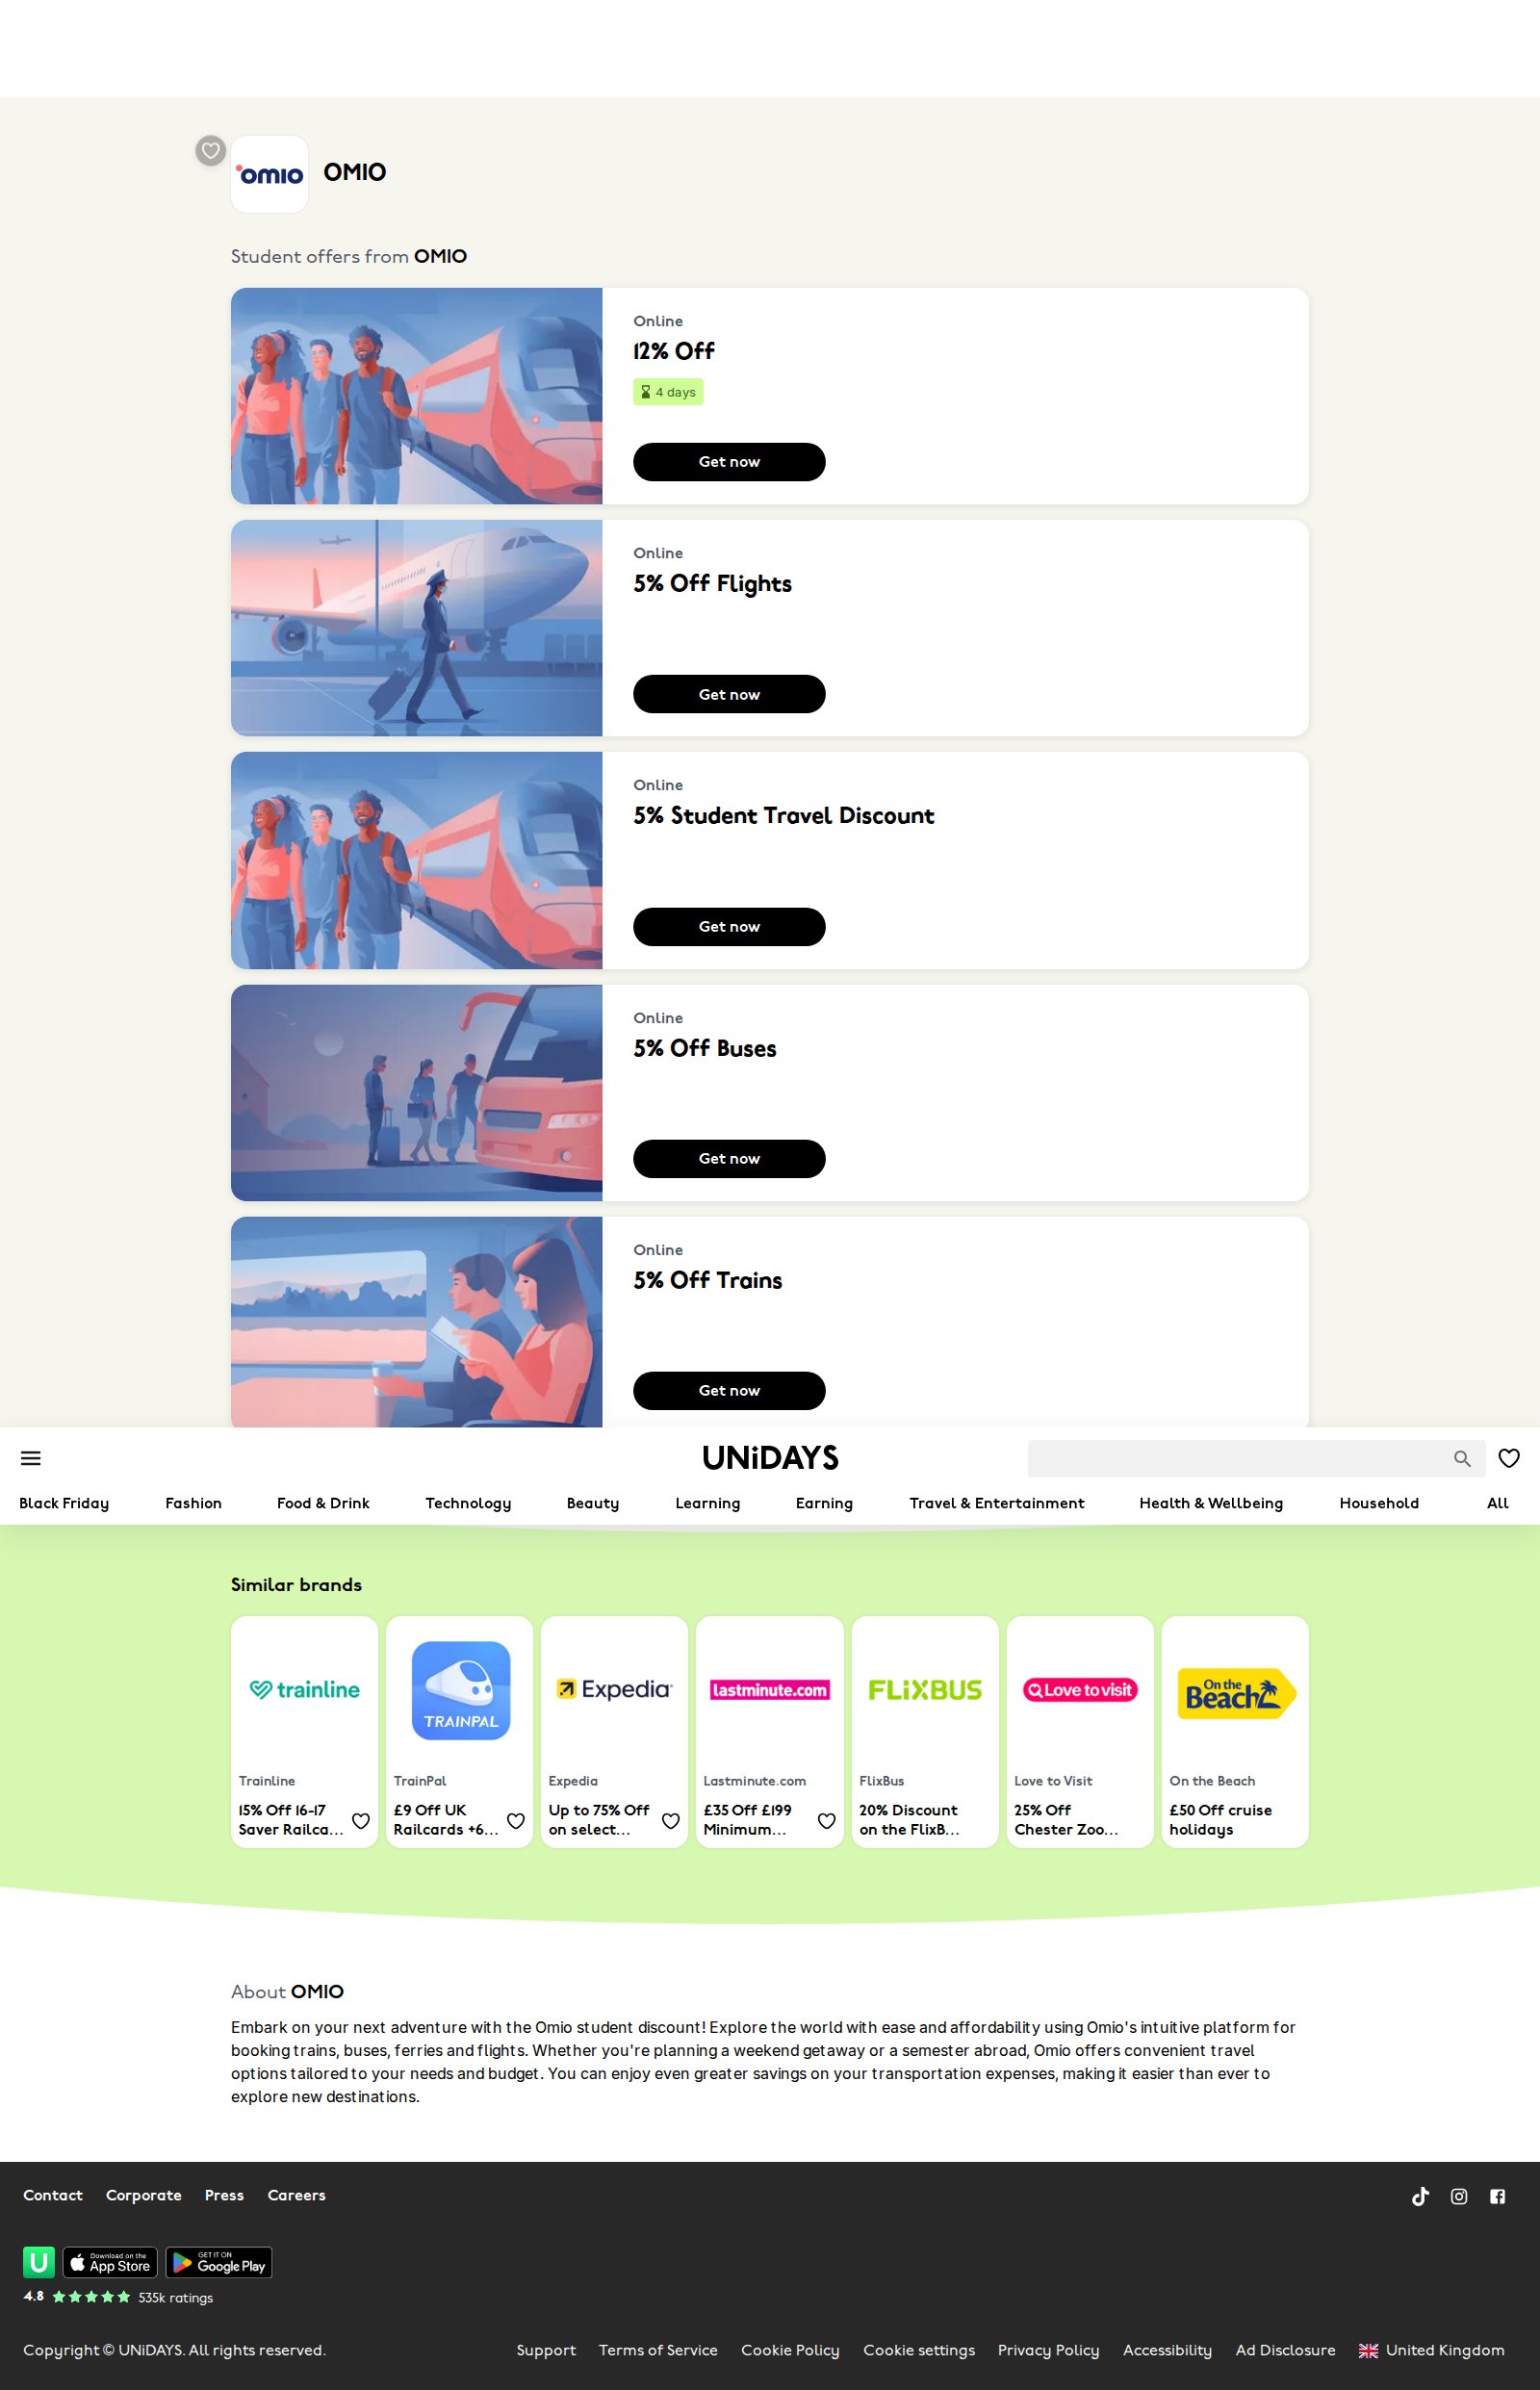 omio
OMIO
Student offers from OMIO
Online
12% Off
4 days
Get now
Online
5% Off Flights
Get now
Online
5% Student Travel Discount
Get now
Online
5% Off Buses
Get now
Online
5% Off Trains
Get now
UNiDAYS
Black Friday Fashion Food & Drink Technology Beauty Learning Earning Travel & Entertainment Health & Wellbeing Household All
Similar brands
trainline
TRAINPAL
Expedia
lastminute.com
FLiXBUS
Love to visit
On the
Beach
Trainline
15% Off 16-17
Saver Railca...
TrainPal
£9 Off UK
Railcards +6...
Expedia
Up to 75% Off
on select...
Lastminute.com
£35 Off £199
Minimum...
FlixBus
20% Discount
on the FlixB...
Love to Visit
25% Off
Chester Zoo...
On the Beach
£50 Off cruise
holidays
About OMIO
Embark on your next adventure with the Omio student discount! Explore the world with ease and affordability using Omio's intuitive platform for
booking trains, buses, ferries and flights. Whether you're planning a weekend getaway or a semester abroad, Omio offers convenient travel
options tailored to your needs and budget. You can enjoy even greater savings on your transportation expenses, making it easier than ever to
explore new destinations.
Contact Corporate Press Careers
U
Download on the
App Store
GET IT ON
Google Play
4.8 535k ratings
Copyright © UNiDAYS. All rights reserved.
Support Terms of Service Cookie Policy Cookie settings Privacy Policy Accessibility Ad Disclosure United Kingdom